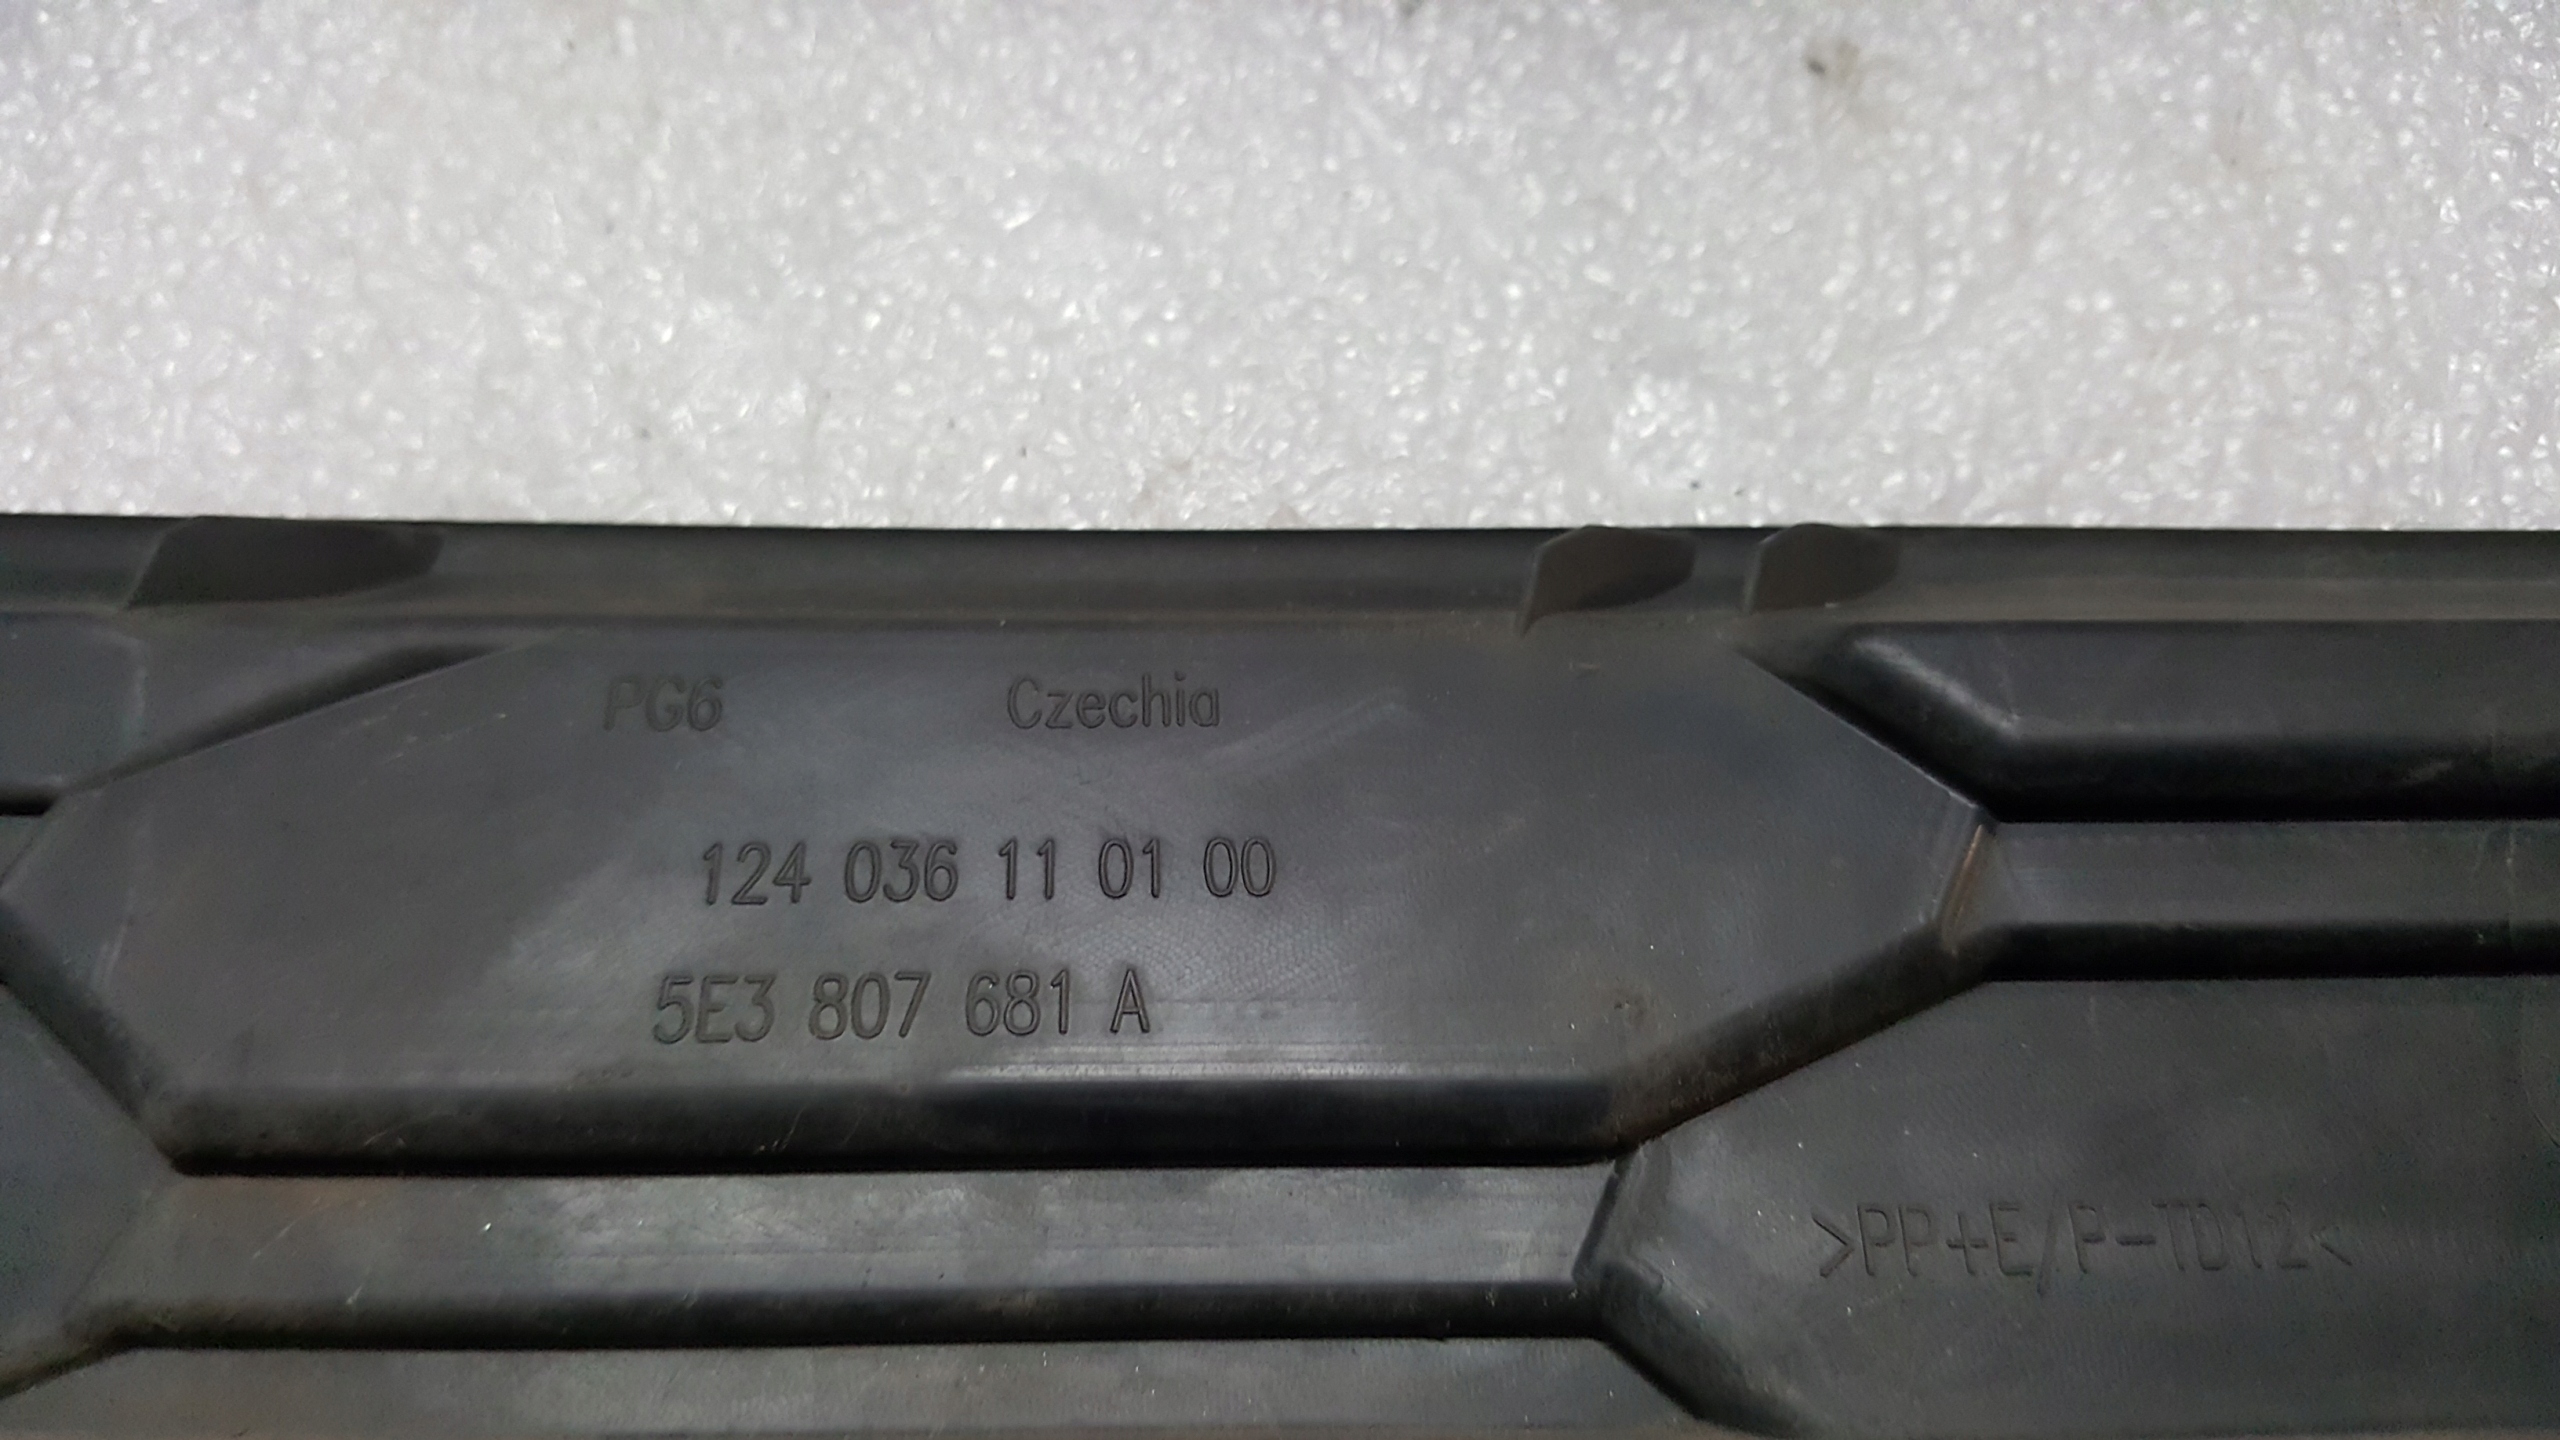 PG6 Czechia
124 036 11 01 00
5E3 807 681 A
>PP+E/P-TD12<